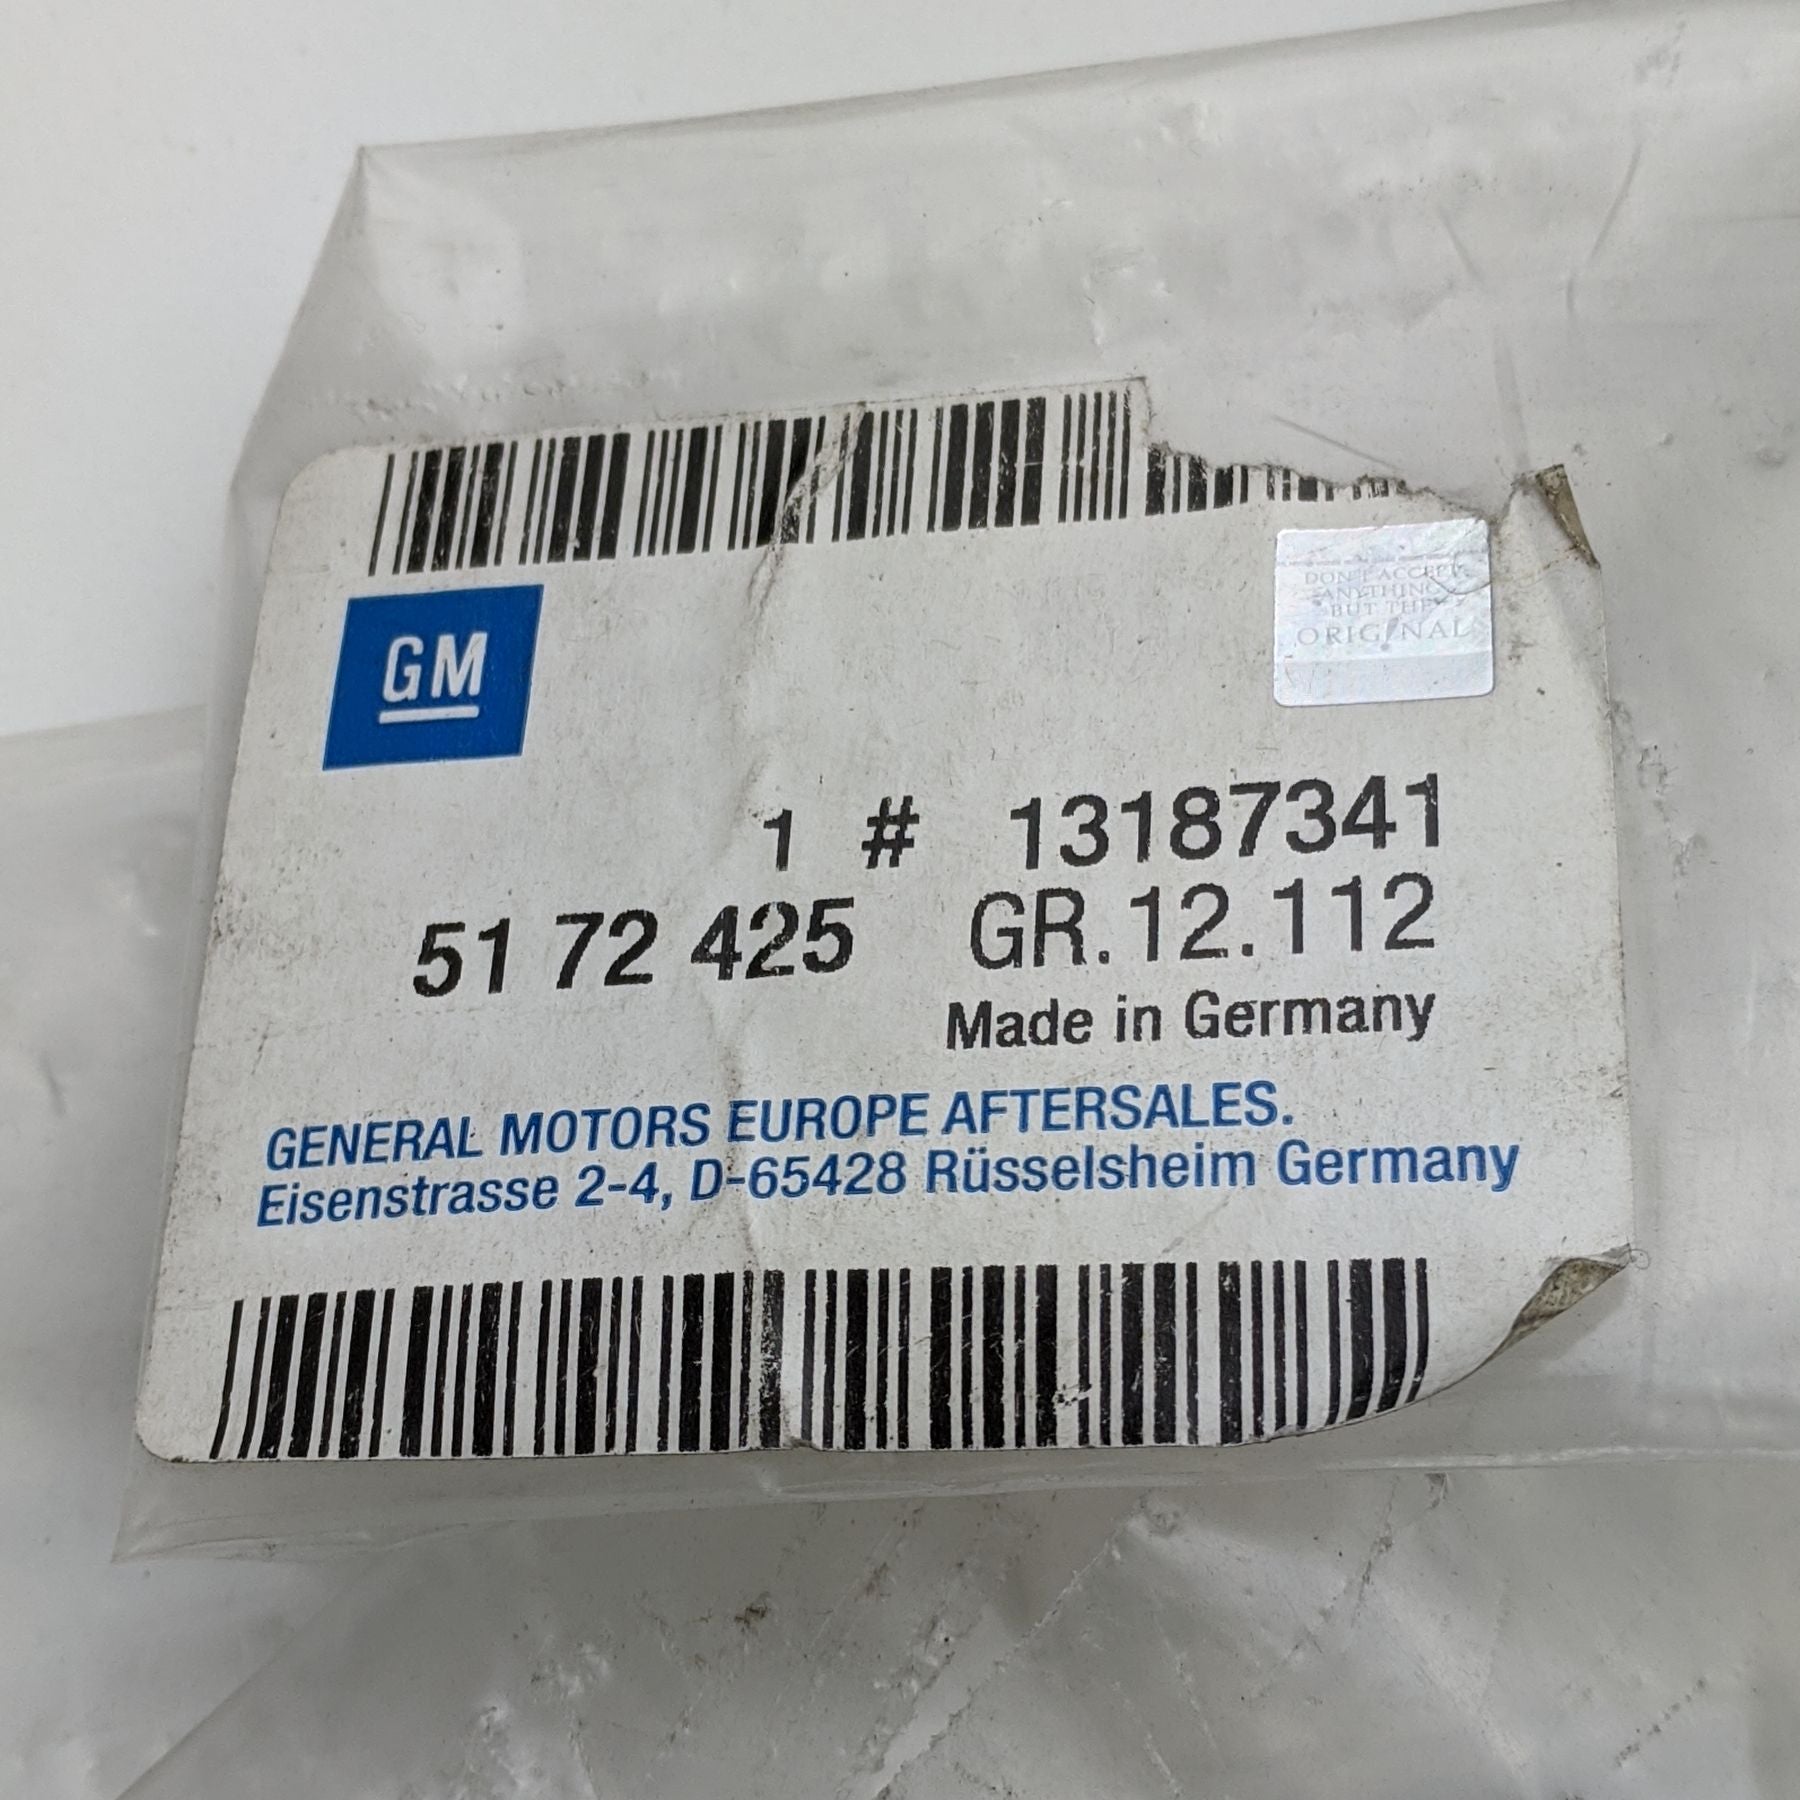 GM
DON'T ACCEPT
ANYTHING
BUT THE
ORIGINAL
1 # 13187341
51 72 425 GR.12.112
Made in Germany
GENERAL MOTORS EUROPE AFTERSALES.
Eisenstrasse 2-4, D-65428 Rüsselsheim Germany